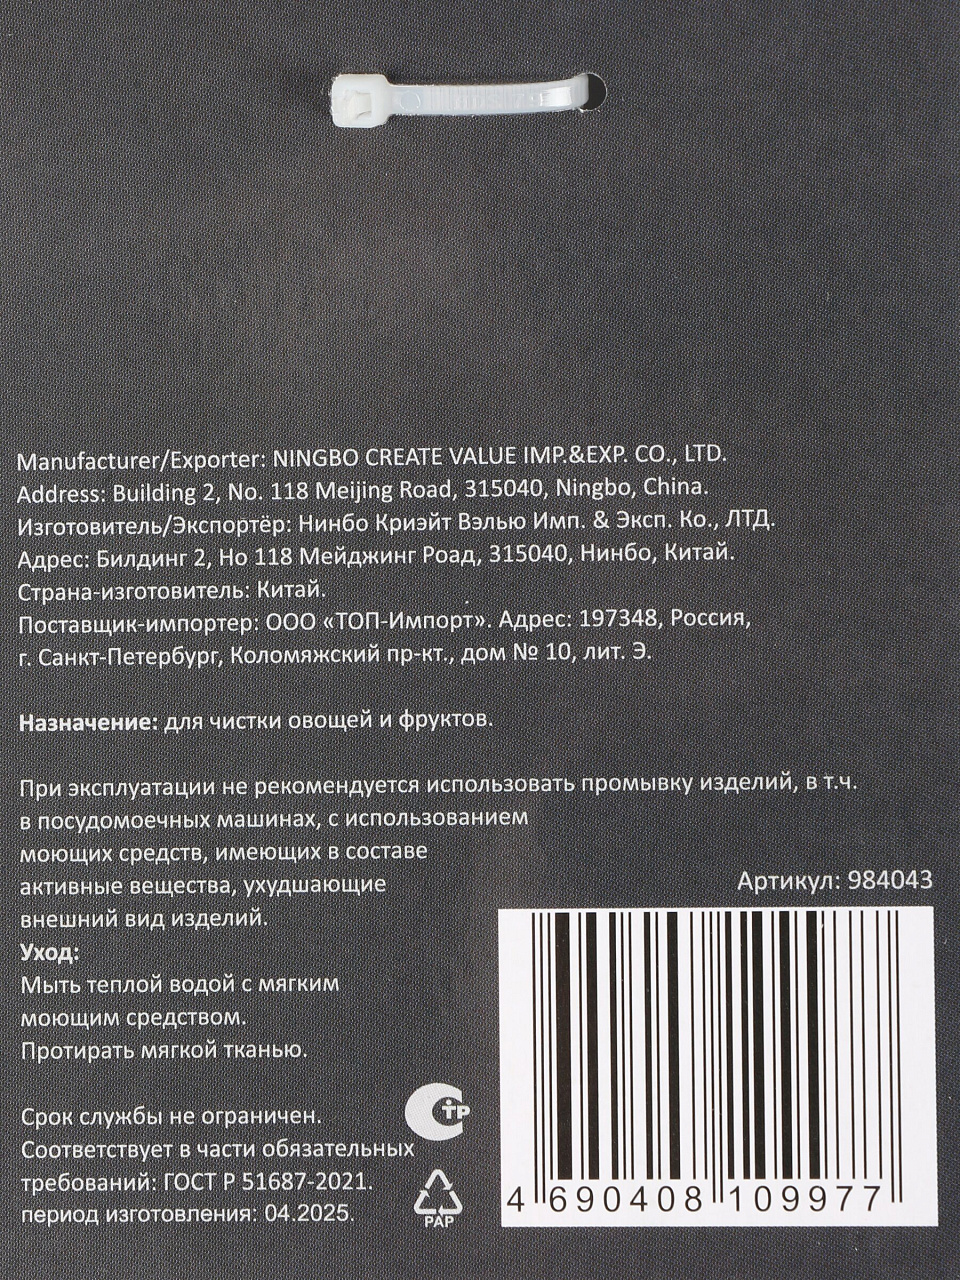 Manufacturer/Exporter: NINGBO CREATE VALUE IMP.&EXP. CO., LTD.
Address: Building 2, No. 118 Meijing Road, 315040, Ningbo, China.
Изготовитель/Экспортёр: Нинбо Криэйт Вэлью Имп. & Эксп. Ко., ЛТД.
Адрес: Билдинг 2, Но 118 Мейджинг Роад, 315040, Нинбо, Китай.
Страна-изготовитель: Китай.
Поставщик-импортер: ООО «ТОП-Импорт». Адрес: 197348, Россия,
г. Санкт-Петербург, Коломяжский пр-кт., дом № 10, лит. Э.
Назначение: для чистки овощей и фруктов.
При эксплуатации не рекомендуется использовать промывку изделий, в т.ч.
в посудомоечных машинах, с использованием
моющих средств, имеющих в составе
активные вещества, ухудшающие
внешний вид изделий.
Уход:
Мыть теплой водой с мягким
моющим средством.
Протирать мягкой тканью.
Срок службы не ограничен.
Соответствует в части обязательных
требований: ГОСТ Р 51687-2021.
период изготовления: 04.2025.
стр
PAP
Артикул: 984043
4 690408 109977